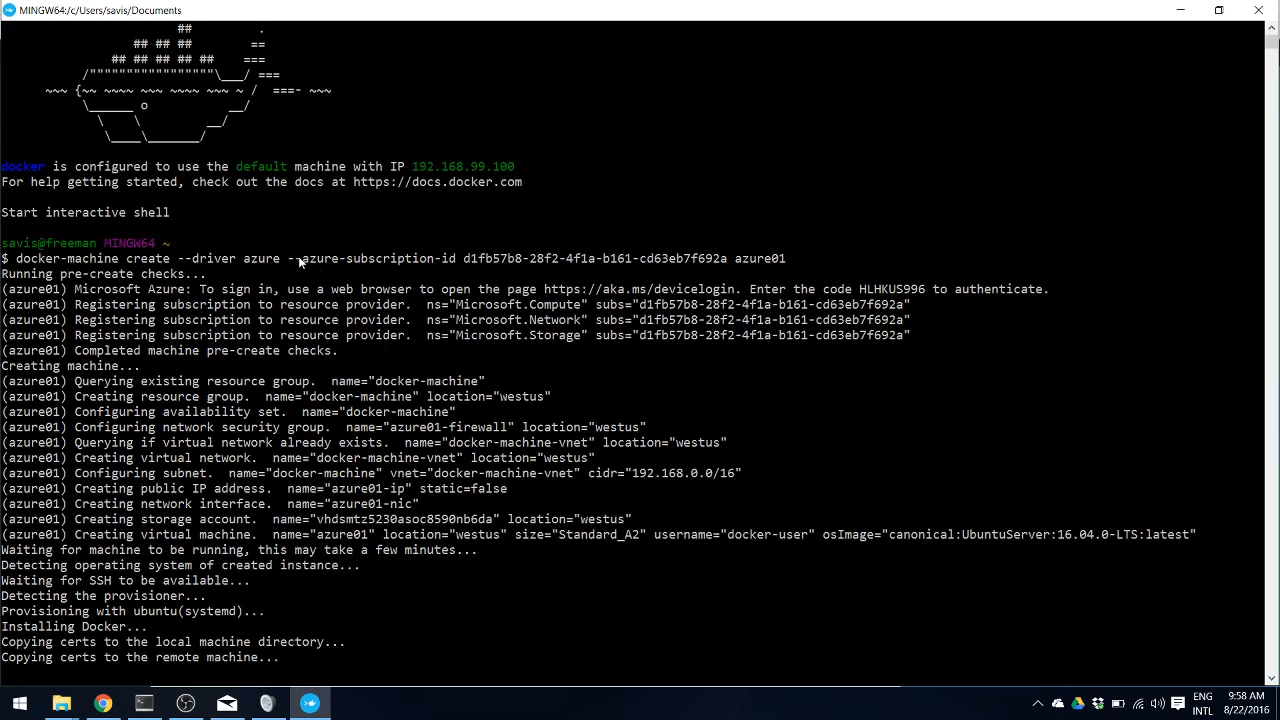 MINGW64:/c/Users/savis/Documents
##         .
## ## ##        ==
## ## ## ## ##    ===
/"""""""""""""""""\___/ ===
~~~ {~~ ~~~~ ~~~ ~~~~ ~~~ ~ /  ===- ~~~
\______ o           __/
\    \         __/
\____\_______/
docker is configured to use the default machine with IP 192.168.99.100
For help getting started, check out the docs at https://docs.docker.com
Start interactive shell
savis@freeman MINGW64 ~
$ docker-machine create --driver azure --azure-subscription-id d1fb57b8-28f2-4f1a-b161-cd63eb7f692a azure01
Running pre-create checks...
(azure01) Microsoft Azure: To sign in, use a web browser to open the page https://aka.ms/devicelogin. Enter the code HLHKUS996 to authenticate.
(azure01) Registering subscription to resource provider.  ns="Microsoft.Compute" subs="d1fb57b8-28f2-4f1a-b161-cd63eb7f692a"
(azure01) Registering subscription to resource provider.  ns="Microsoft.Network" subs="d1fb57b8-28f2-4f1a-b161-cd63eb7f692a"
(azure01) Registering subscription to resource provider.  ns="Microsoft.Storage" subs="d1fb57b8-28f2-4f1a-b161-cd63eb7f692a"
(azure01) Completed machine pre-create checks.
Creating machine...
(azure01) Querying existing resource group.  name="docker-machine"
(azure01) Creating resource group.  name="docker-machine" location="westus"
(azure01) Configuring availability set.  name="docker-machine"
(azure01) Configuring network security group.  name="azure01-firewall" location="westus"
(azure01) Querying if virtual network already exists.  name="docker-machine-vnet" location="westus"
(azure01) Creating virtual network.  name="docker-machine-vnet" location="westus"
(azure01) Configuring subnet.  name="docker-machine" vnet="docker-machine-vnet" cidr="192.168.0.0/16"
(azure01) Creating public IP address.  name="azure01-ip" static=false
(azure01) Creating network interface.  name="azure01-nic"
(azure01) Creating storage account.  name="vhdsmtz5230asoc8590nb6da" location="westus"
(azure01) Creating virtual machine.  name="azure01" location="westus" size="Standard_A2" username="docker-user" osImage="canonical:UbuntuServer:16.04.0-LTS:latest"
Waiting for machine to be running, this may take a few minutes...
Detecting operating system of created instance...
Waiting for SSH to be available...
Detecting the provisioner...
Provisioning with ubuntu(systemd)...
Installing Docker...
Copying certs to the local machine directory...
Copying certs to the remote machine...
ENG
INTL
9:58 AM
8/22/2016